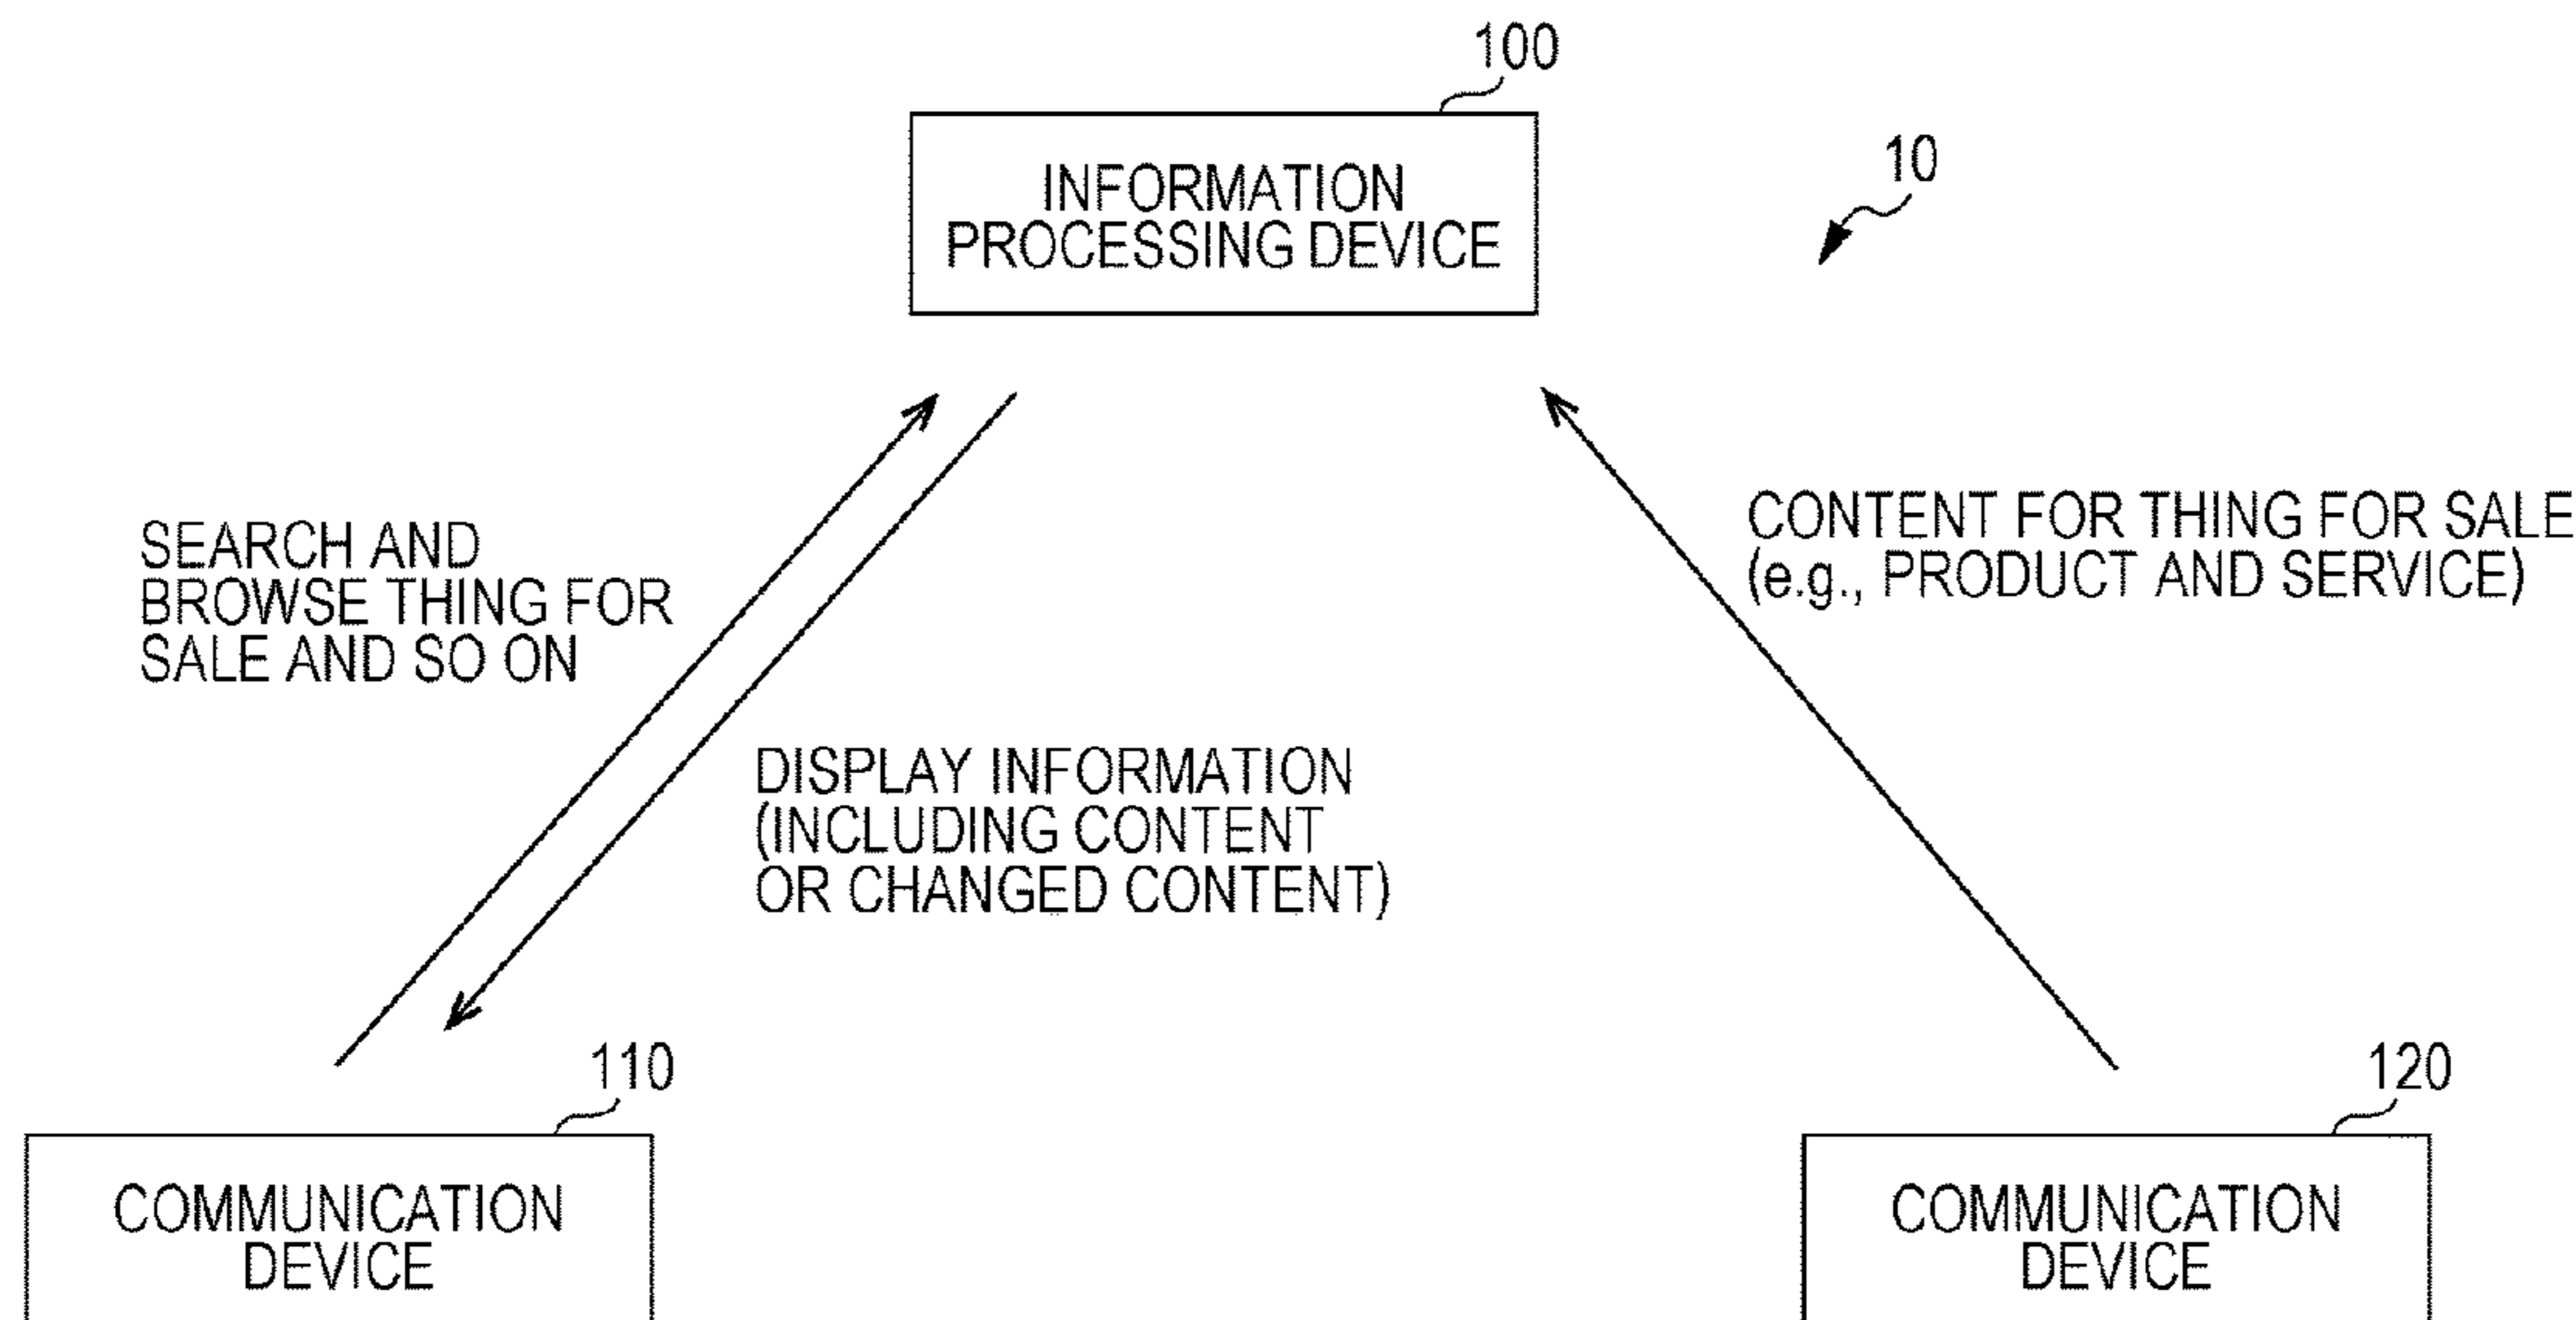 100
INFORMATION
PROCESSING DEVICE
10
SEARCH AND
BROWSE THING FOR
SALE AND SO ON
CONTENT FOR THING FOR SALE
(e.g., PRODUCT AND SERVICE)
DISPLAY INFORMATION
(INCLUDING CONTENT
OR CHANGED CONTENT)
110
COMMUNICATION
DEVICE
120
COMMUNICATION
DEVICE